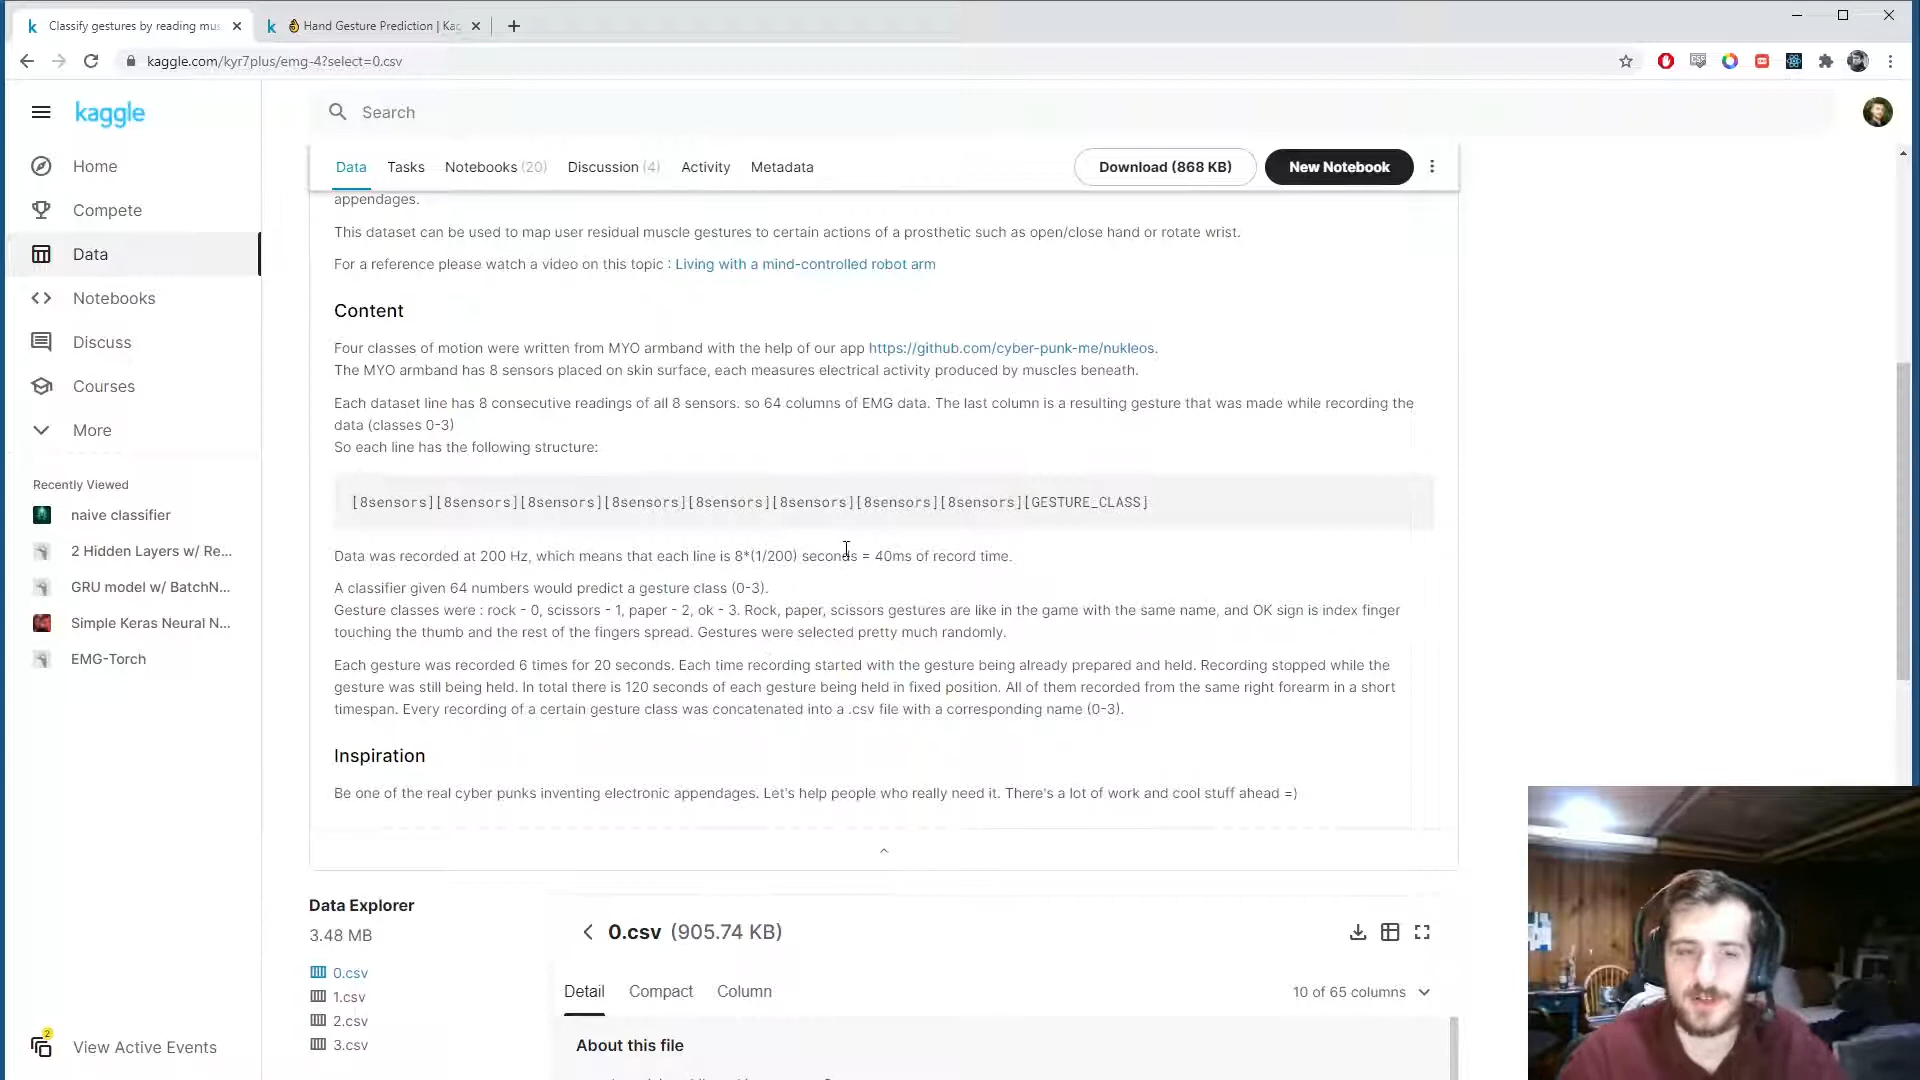 Classify gestures by reading mus
Hand Gesture Prediction | Kag
kaggle.com/kyr7plus/emg-4?select=0.csv
kaggle
Search
Home
Compete
Data
Notebooks
Discuss
Courses
More
Recently Viewed
naive classifier
2 Hidden Layers w/ Re...
GRU model w/ BatchN...
Simple Keras Neural N...
EMG-Torch
2
View Active Events
Data Tasks Notebooks (20) Discussion (4) Activity Metadata Download (868 KB) New Notebook
appendages.
This dataset can be used to map user residual muscle gestures to certain actions of a prosthetic such as open/close hand or rotate wrist.
For a reference please watch a video on this topic : Living with a mind-controlled robot arm
Content
Four classes of motion were written from MYO armband with the help of our app https://github.com/cyber-punk-me/nukleos.
The MYO armband has 8 sensors placed on skin surface, each measures electrical activity produced by muscles beneath.
Each dataset line has 8 consecutive readings of all 8 sensors. so 64 columns of EMG data. The last column is a resulting gesture that was made while recording the
data (classes 0-3)
So each line has the following structure:
[8sensors][8sensors][8sensors][8sensors][8sensors][8sensors][8sensors][8sensors][GESTURE_CLASS]
Data was recorded at 200 Hz, which means that each line is 8*(1/200) seconds = 40ms of record time.
A classifier given 64 numbers would predict a gesture class (0-3).
Gesture classes were : rock - 0, scissors - 1, paper - 2, ok - 3. Rock, paper, scissors gestures are like in the game with the same name, and OK sign is index finger
touching the thumb and the rest of the fingers spread. Gestures were selected pretty much randomly.
Each gesture was recorded 6 times for 20 seconds. Each time recording started with the gesture being already prepared and held. Recording stopped while the
gesture was still being held. In total there is 120 seconds of each gesture being held in fixed position. All of them recorded from the same right forearm in a short
timespan. Every recording of a certain gesture class was concatenated into a .csv file with a corresponding name (0-3).
Inspiration
Be one of the real cyber punks inventing electronic appendages. Let's help people who really need it. There's a lot of work and cool stuff ahead =)
Data Explorer
3.48 MB
0.csv
1.csv
2.csv
3.csv
0.csv (905.74 KB)
Detail Compact Column 10 of 65 columns
About this file